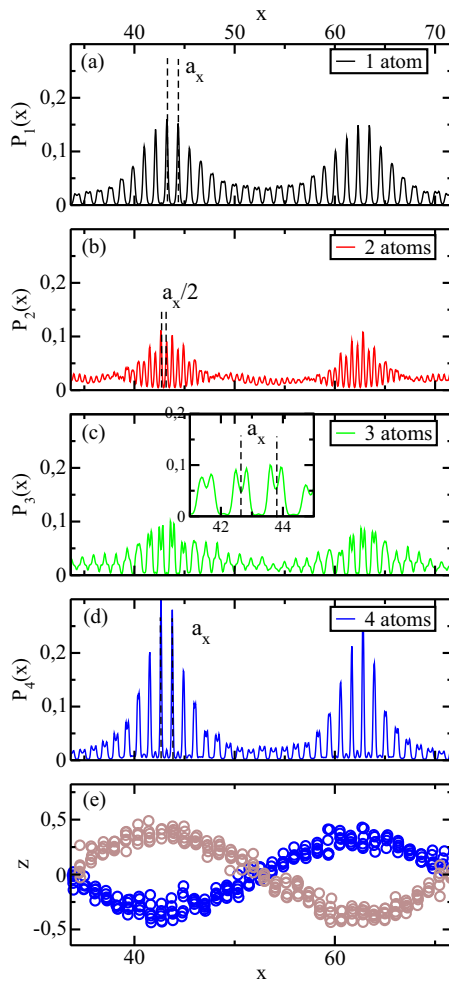 x
40 50 60 70
(a) a_x 1 atom
P_1(x)
0,2
0,1
0
(b) a_x/2 2 atoms
P_2(x)
0,2
0,1
0
(c) 3 atoms
P_3(x)
0,2
0,1
0
0,2
0,1
0
a_x
42 44
(d) a_x 4 atoms
P_4(x)
0,2
0,1
0
(e)
z
0,5
0
-0,5
40 50 60 70
x